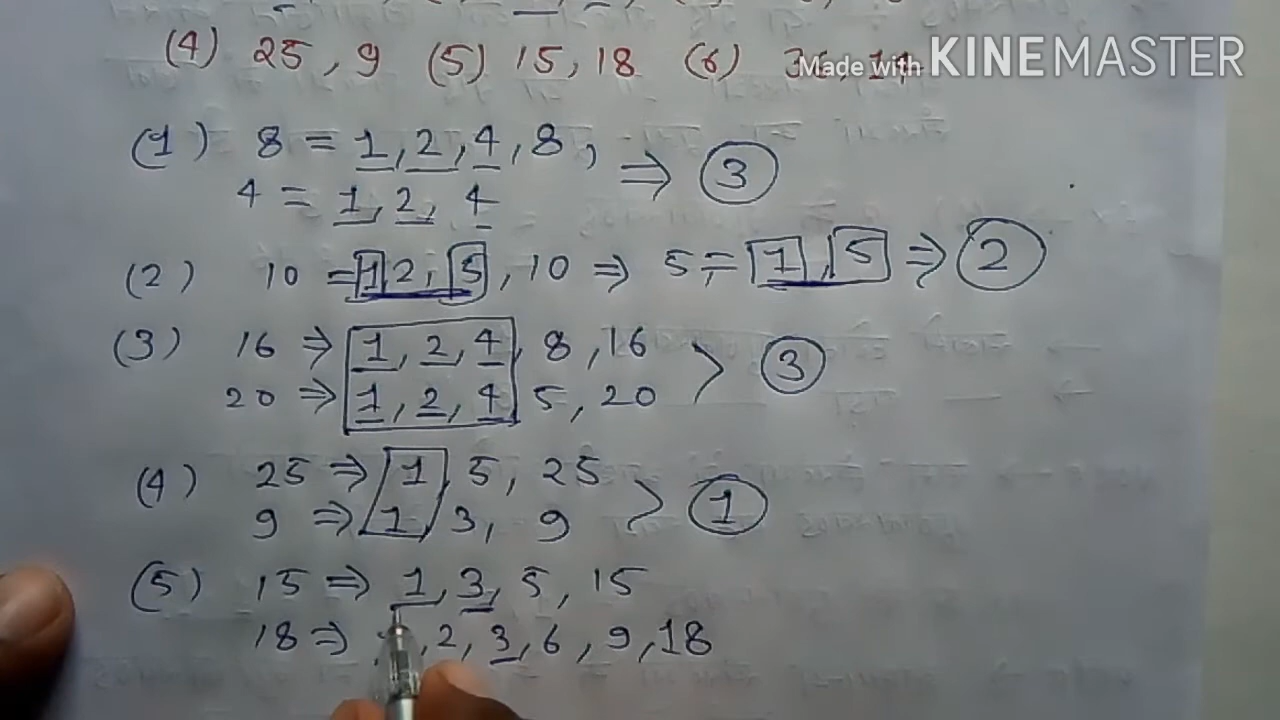 (4) 25, 9 (5) 15, 18 (6) 36, 14
Made with KINEMASTER
(1) 8 = 1, 2, 4, 8, ⇒ 3
4 = 1, 2, 4
(2) 10 = 1 2, 5, 10 ⇒ 5 = 1, 5 ⇒ 2
(3) 16 ⇒ 1, 2, 4, 8, 16 > 3
20 ⇒ 1, 2, 4, 5, 20
(4) 25 ⇒ 1, 5, 25 > 1
9 ⇒ 1, 3, 9
(5) 15 ⇒ 1, 3, 5, 15
18 ⇒ , 2, 3, 6, 9, 18